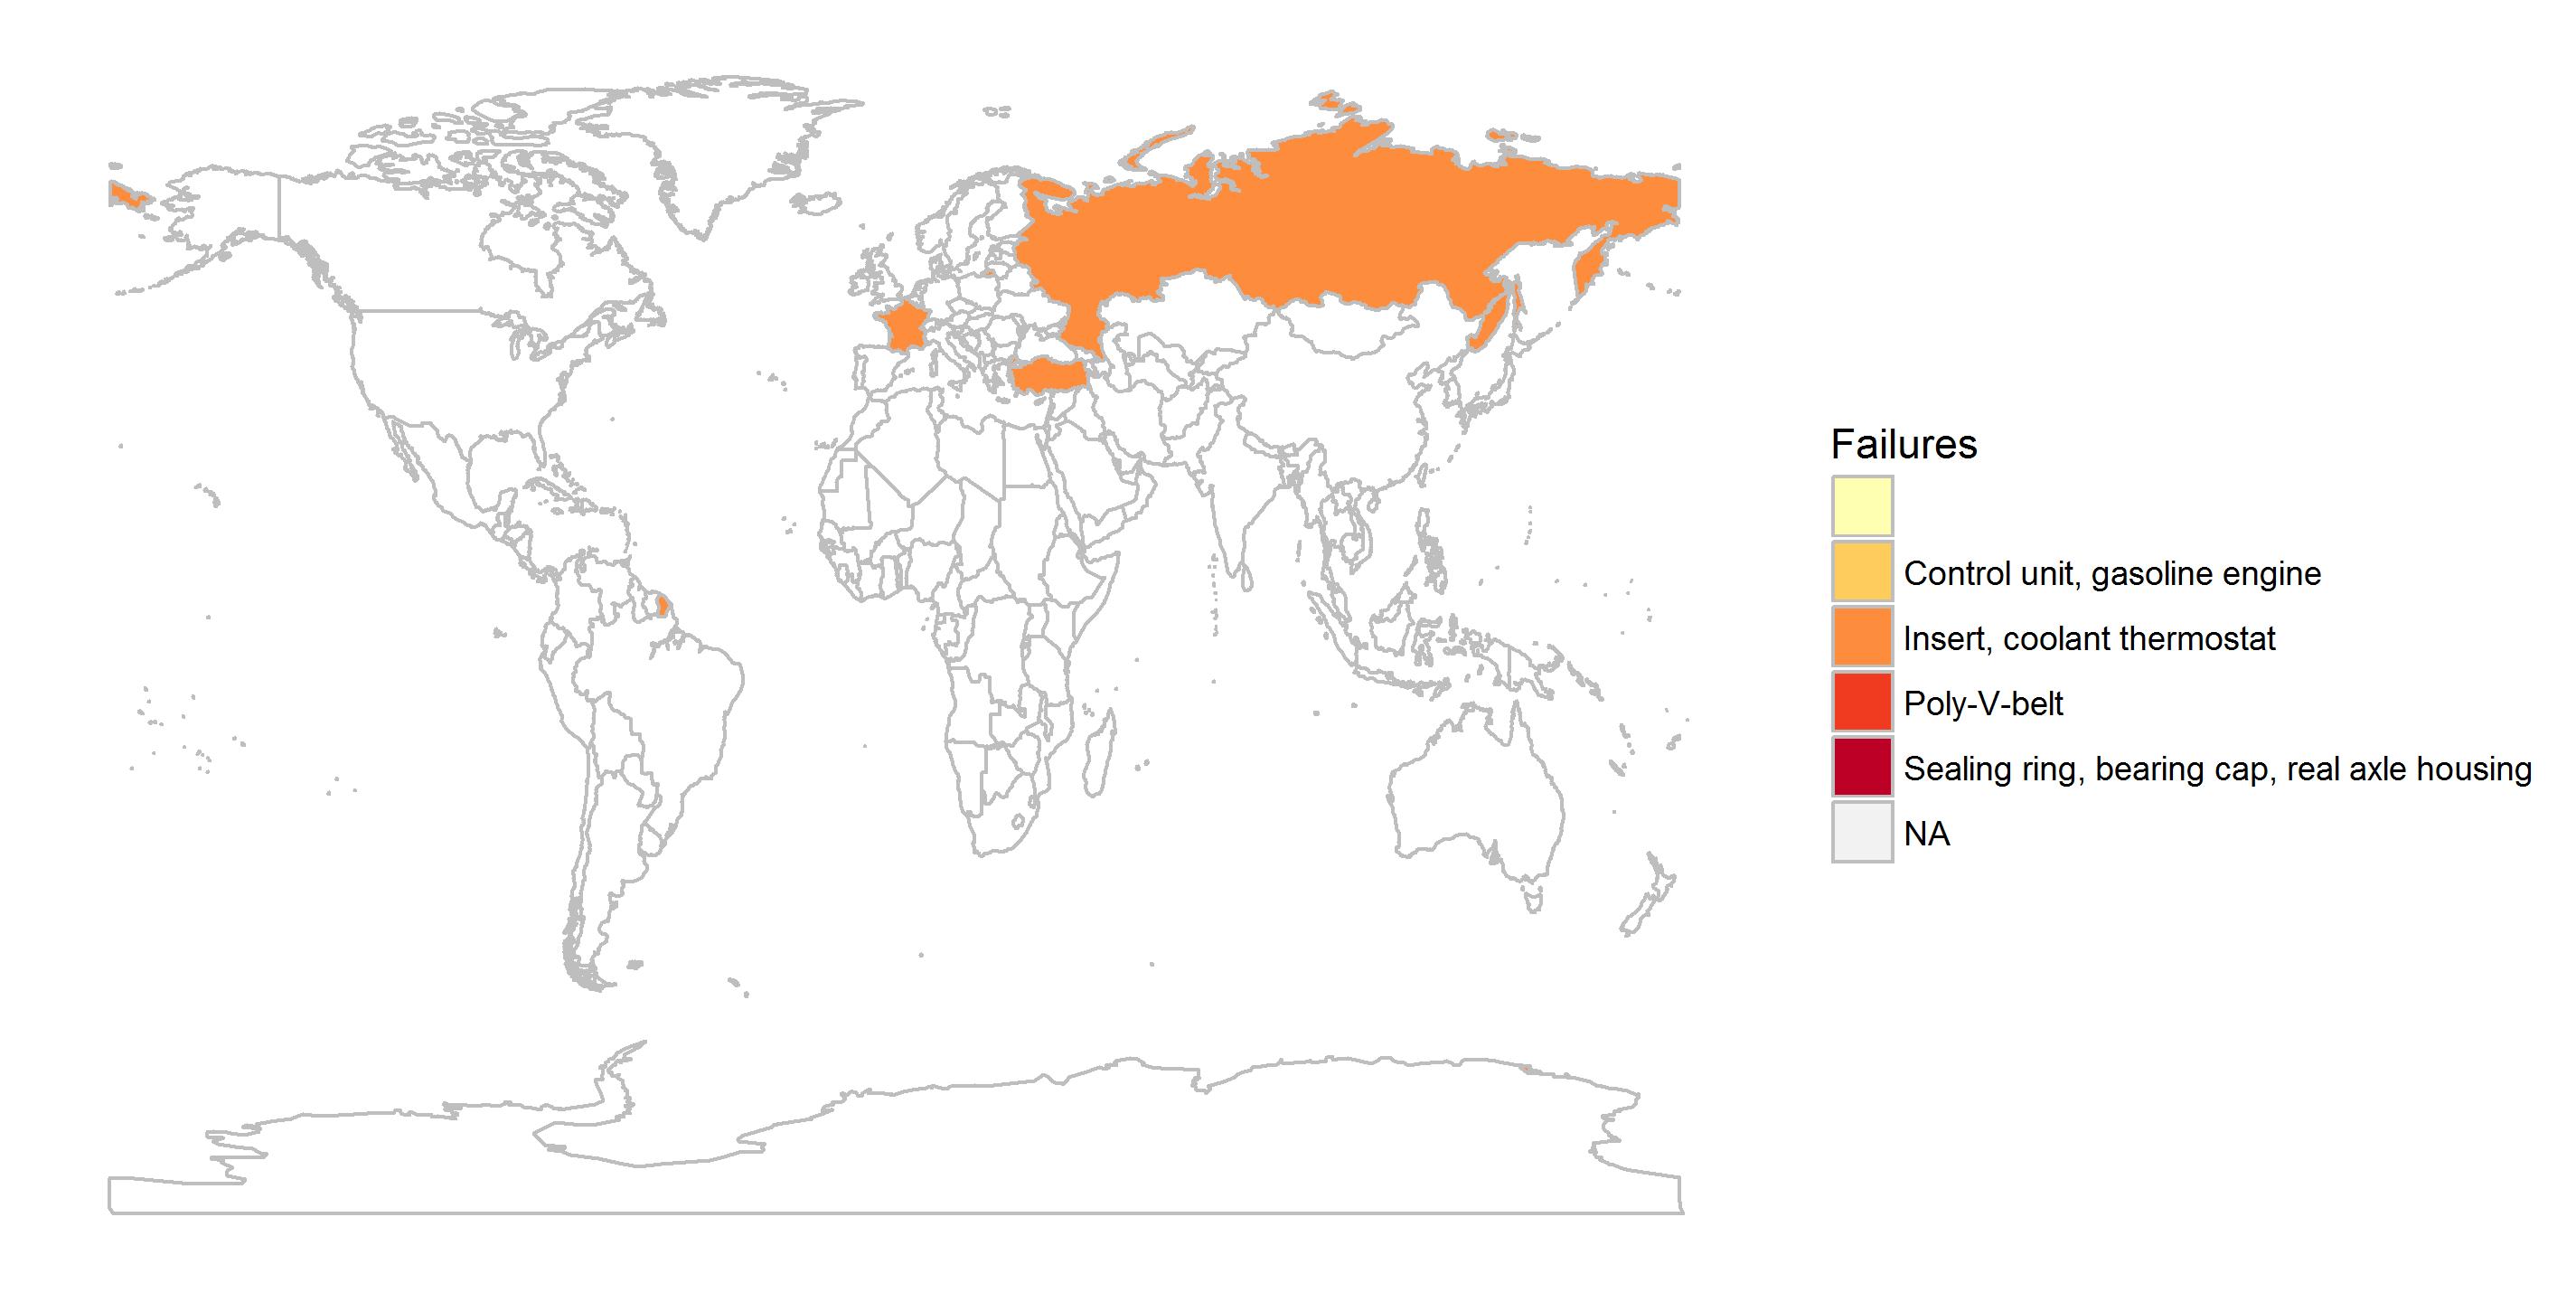 Failures
Control unit, gasoline engine
Insert, coolant thermostat
Poly-V-belt
Sealing ring, bearing cap, real axle housing
NA